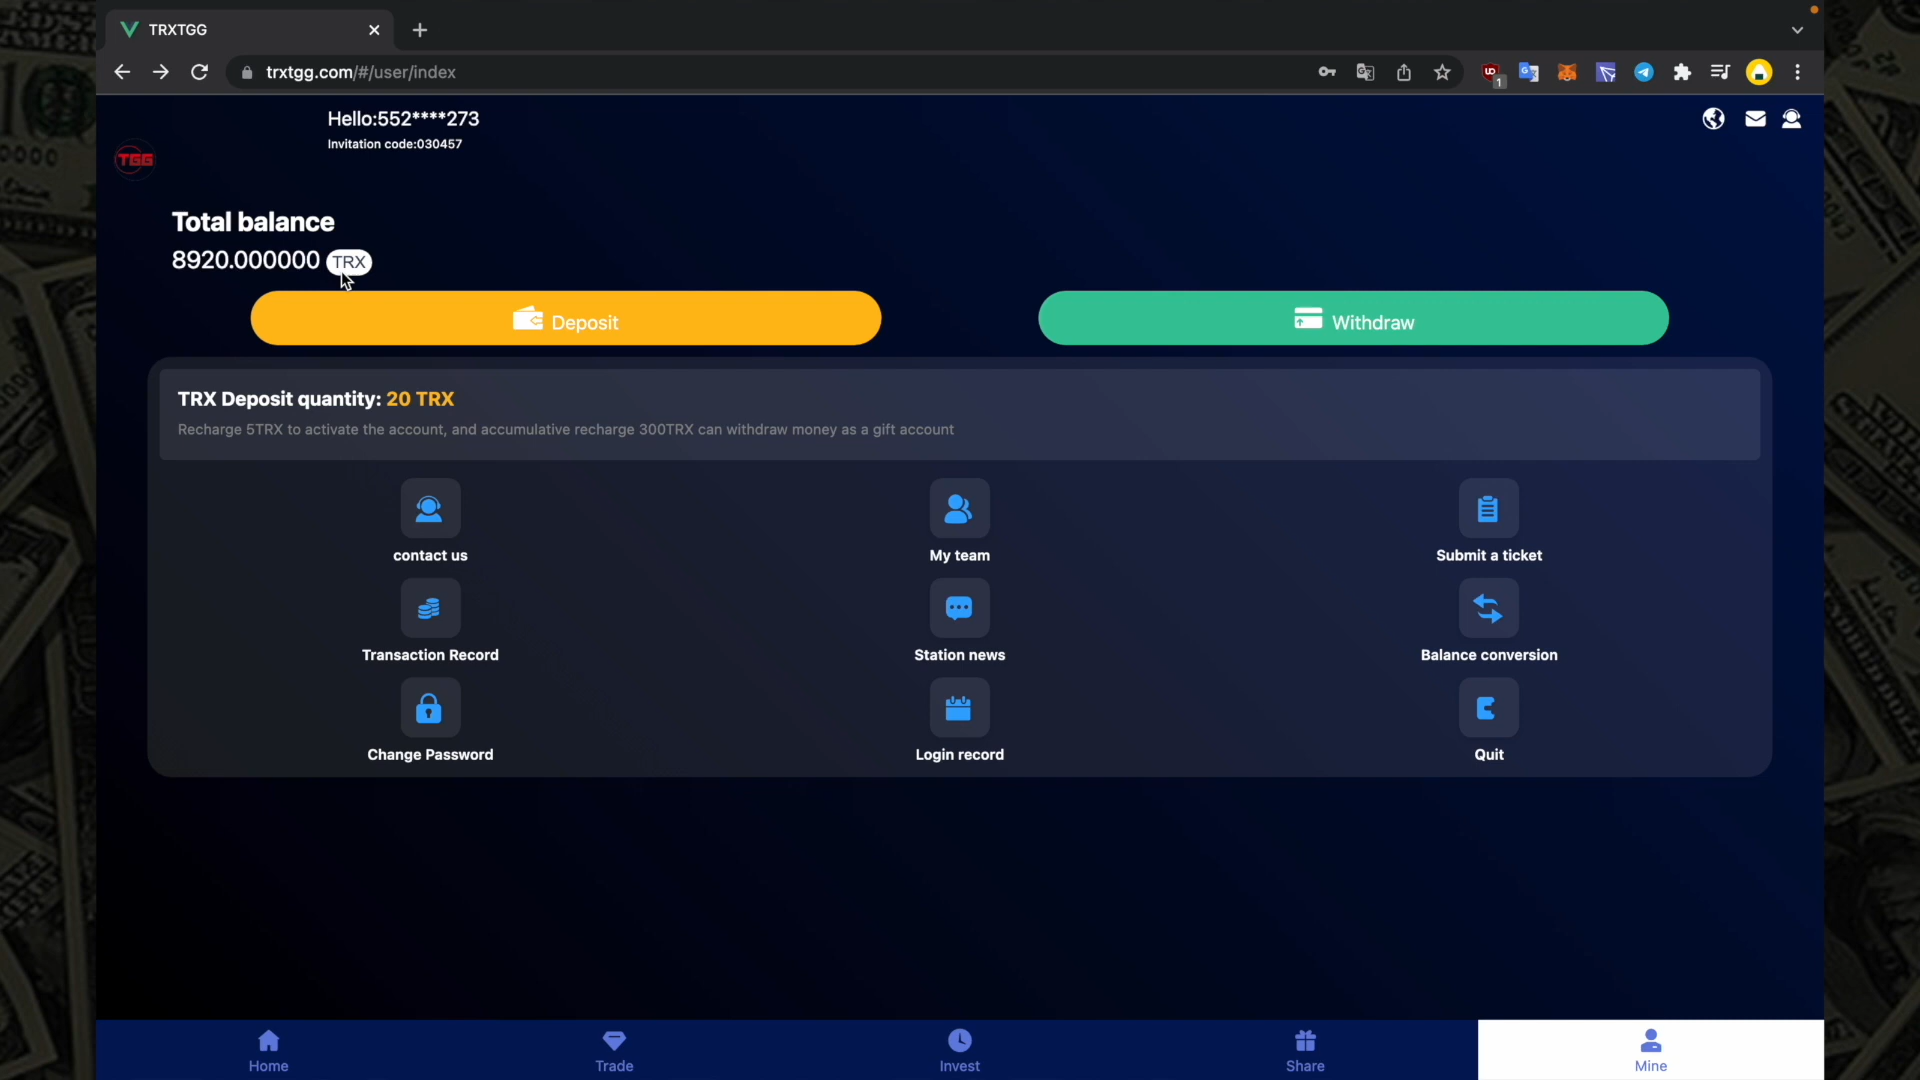 TRXTGG
trxtgg.com/#/user/index
1
Hello:552****273
Invitation code:030457
TGG
Total balance
8920.000000 TRX
Deposit
Withdraw
TRX Deposit quantity: 20 TRX
Recharge 5TRX to activate the account, and accumulative recharge 300TRX can withdraw money as a gift account
contact us
My team
Submit a ticket
Transaction Record
Station news
Balance conversion
Change Password
Login record
Quit
Home
Trade
Invest
Share
Mine